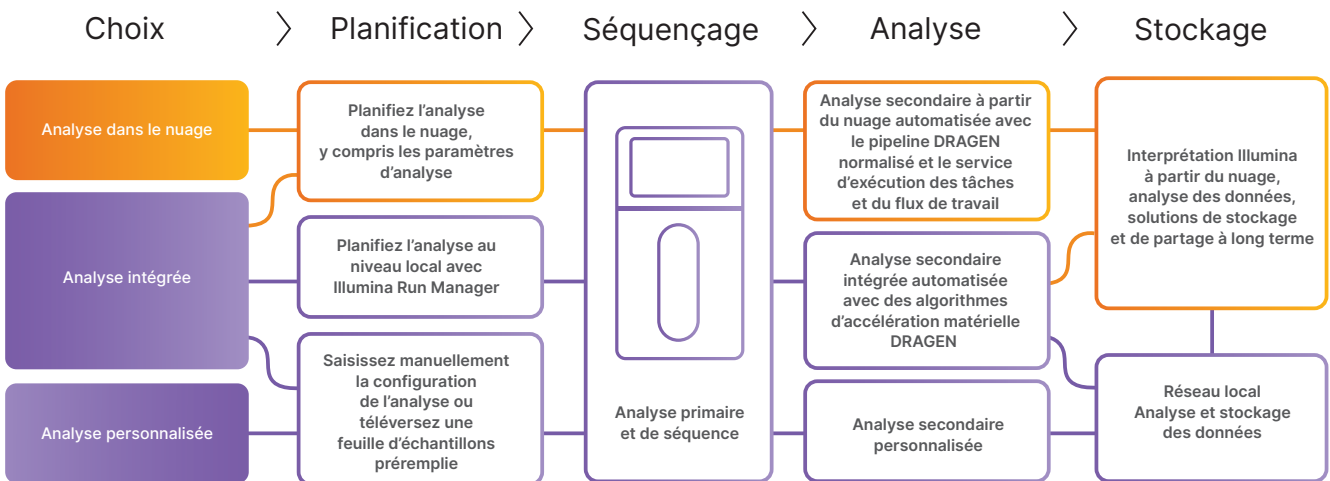 Choix
Planification
Séquençage
Analyse
Stockage
Analyse dans le nuage
Analyse intégrée
Analyse personnalisée
Planifiez l’analyse
dans le nuage,
y compris les paramètres
d’analyse
Planifiez l’analyse au
niveau local avec
Illumina Run Manager
Saisissez manuellement
la configuration
de l’analyse ou
téléversez une
feuille d’échantillons
préremplie
Analyse primaire
et de séquence
Analyse secondaire à partir
du nuage automatisée avec
le pipeline DRAGEN
normalisé et le service
d’exécution des tâches
et du flux de travail
Analyse secondaire
intégrée automatisée
avec des algorithmes
d’accélération matérielle
DRAGEN
Analyse secondaire
personnalisée
Interprétation Illumina
à partir du nuage,
analyse des données,
solutions de stockage
et de partage à long terme
Réseau local
Analyse et stockage
des données